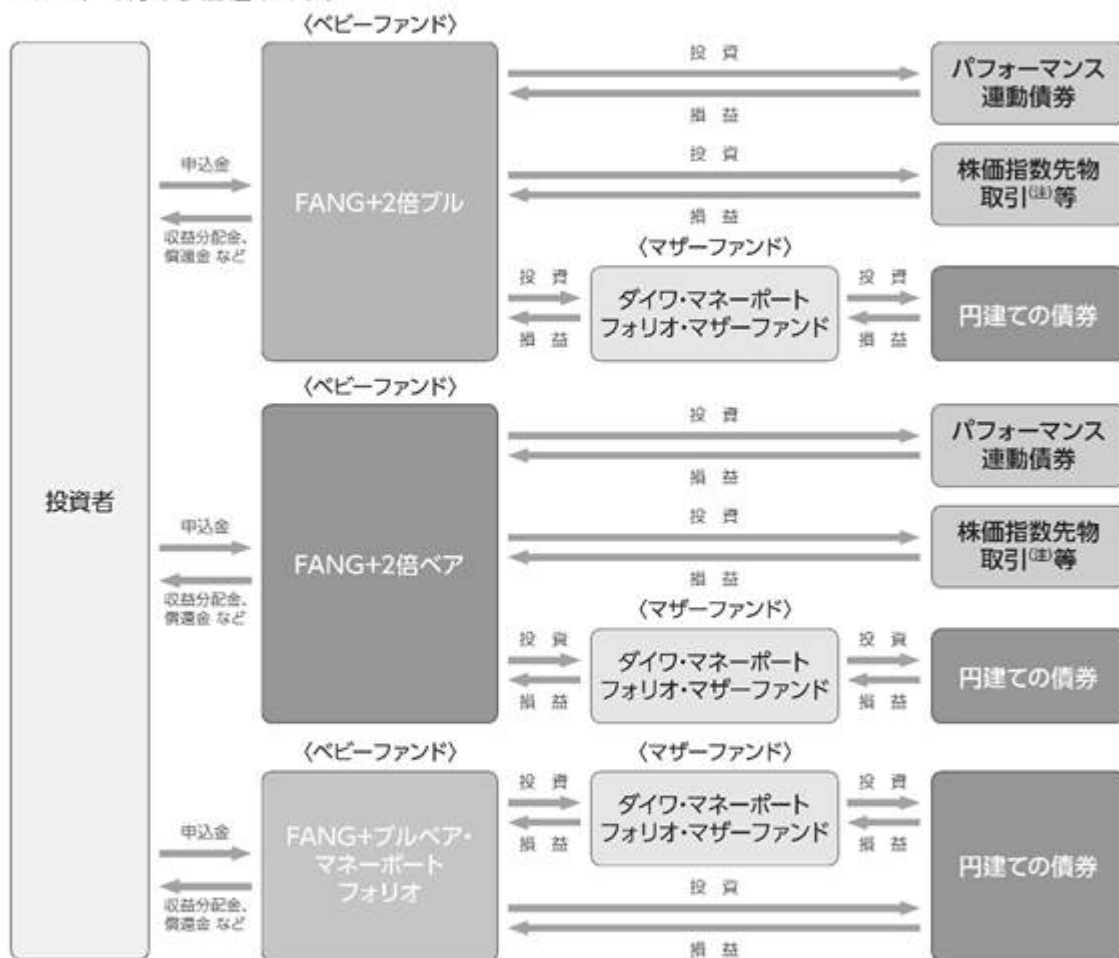 〈ベビーファンド〉
投 資
パフォーマンス
連動債券
損 益
申込金
FANG+2倍ブル
投 資
株価指数先物
取引(注)等
損 益
収益分配金、
償還金 など
〈マザーファンド〉
投 資
ダイワ・マネーポート
フォリオ・マザーファンド
投 資
円建ての債券
損 益
損 益
〈ベビーファンド〉
投 資
パフォーマンス
連動債券
損 益
投資者
申込金
FANG+2倍ベア
投 資
株価指数先物
取引(注)等
損 益
収益分配金、
償還金 など
〈マザーファンド〉
投 資
ダイワ・マネーポート
フォリオ・マザーファンド
投 資
円建ての債券
損 益
損 益
〈ベビーファンド〉
〈マザーファンド〉
投 資
ダイワ・マネーポート
フォリオ・マザーファンド
投 資
損 益
損 益
申込金
FANG+ブルベア・
マネーポート
フォリオ
円建ての債券
収益分配金、
償還金 など
投 資
損 益